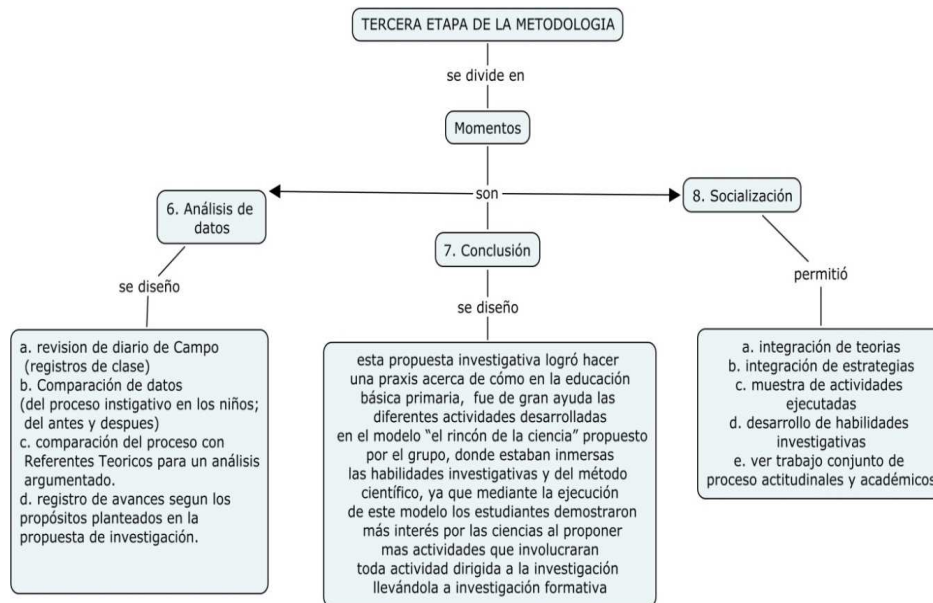 TERCERA ETAPA DE LA METODOLOGIA
se divide en
Momentos
son
6. Análisis de
datos
7. Conclusión
8. Socialización
se diseño
se diseño
permitió
a. revision de diario de Campo
(registros de clase)
b. Comparación de datos
(del proceso instigativo en los niños;
del antes y despues)
c. comparación del proceso con
Referentes Teoricos para un análisis
argumentado.
d. registro de avances segun los
propósitos planteados en la
propuesta de investigación.
esta propuesta investigativa logró hacer
una praxis acerca de cómo en la educación
básica primaria, fue de gran ayuda las
diferentes actividades desarrolladas
en el modelo “el rincón de la ciencia” propuesto
por el grupo, donde estaban inmersas
las habilidades investigativas y del método
científico, ya que mediante la ejecución
de este modelo los estudiantes demostraron
más interés por las ciencias al proponer
mas actividades que involucraran
toda actividad dirigida a la investigación
llevándola a investigación formativa
a. integración de teorias
b. integración de estrategias
c. muestra de actividades
ejecutadas
d. desarrollo de habilidades
investigativas
e. ver trabajo conjunto de
proceso actitudinales y académicos